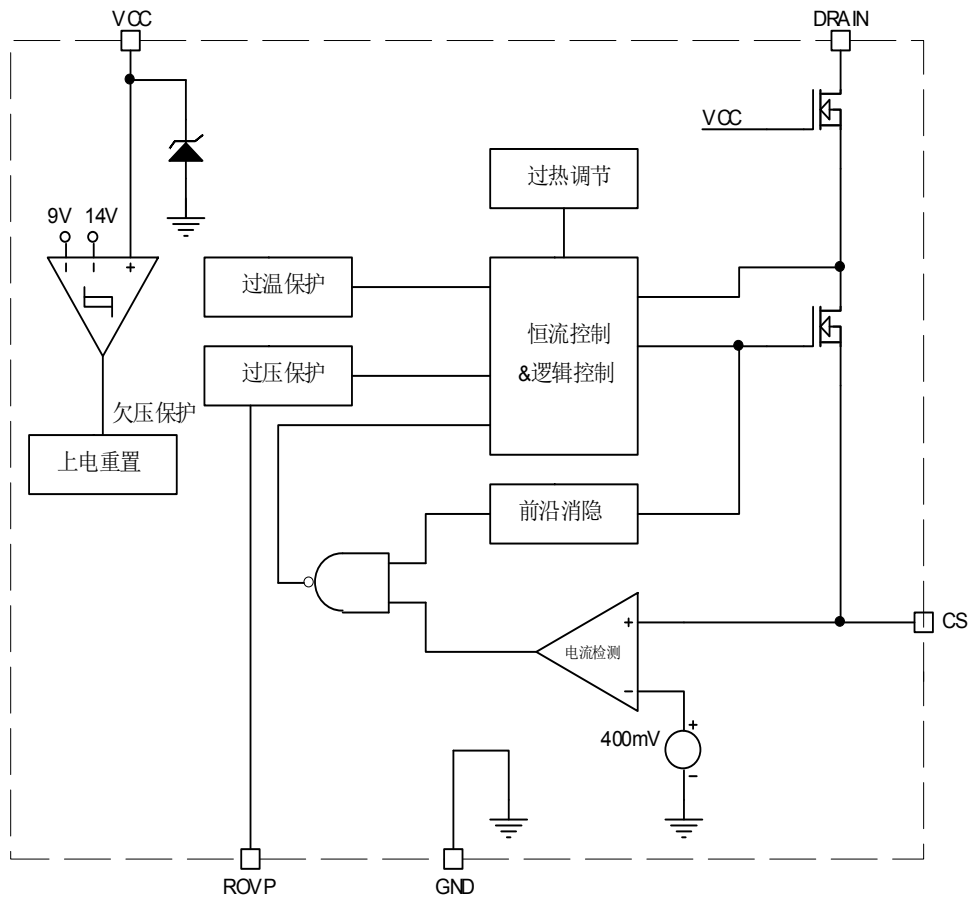 VCC
DRAIN
VCC
过热调节
9V 14V
过温保护
恒流控制
&逻辑控制
过压保护
欠压保护
上电重置
前沿消隐
CS
电流检测
400mV
ROVP
GND